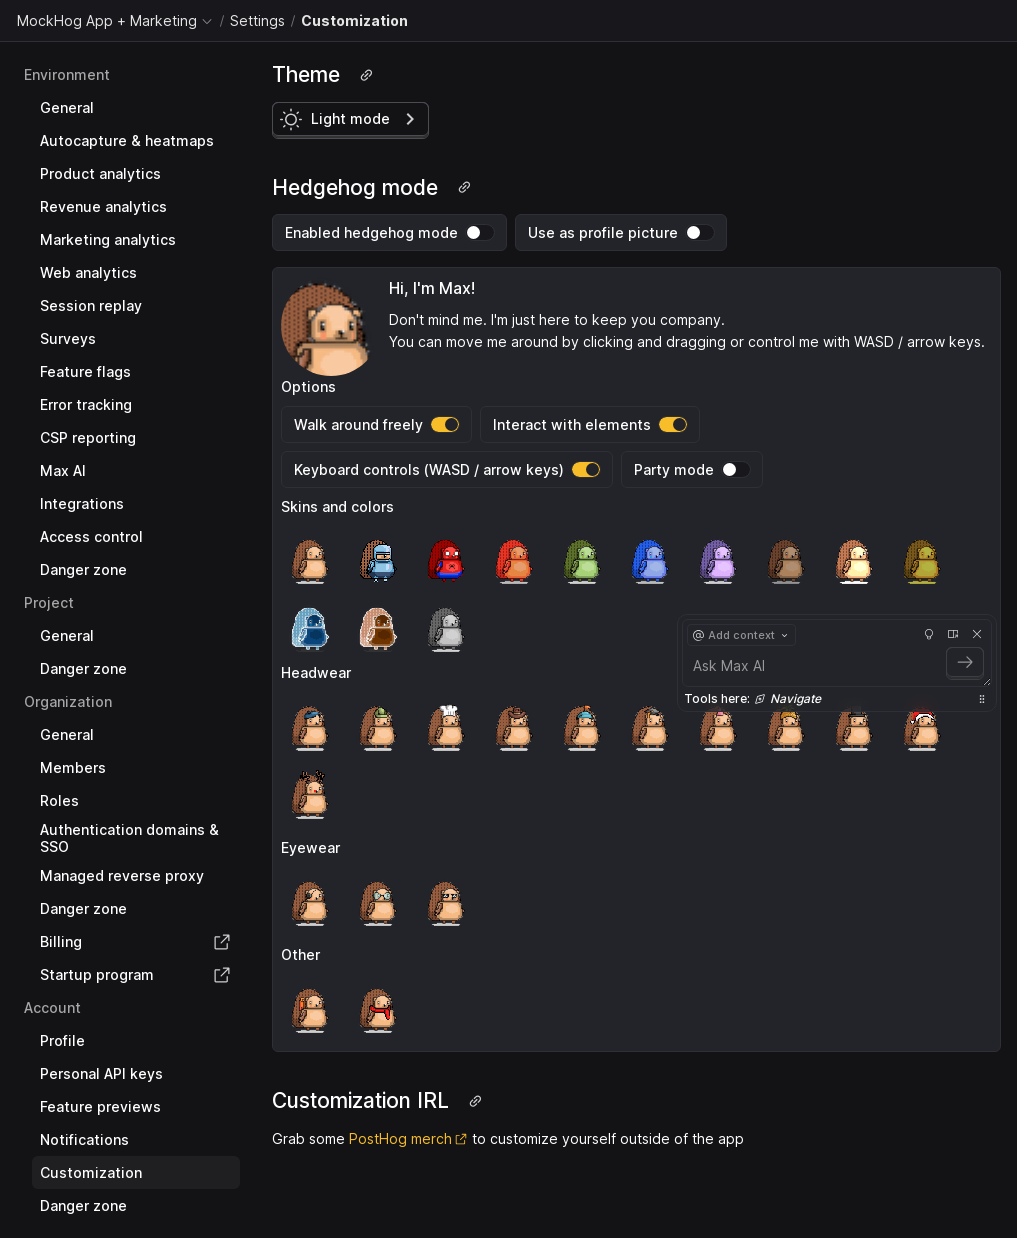 MockHog App + Marketing / Settings / Customization
Environment
General
Autocapture & heatmaps
Product analytics
Revenue analytics
Marketing analytics
Web analytics
Session replay
Surveys
Feature flags
Error tracking
CSP reporting
Max AI
Integrations
Access control
Danger zone
Project
General
Danger zone
Organization
General
Members
Roles
Authentication domains &
SSO
Managed reverse proxy
Danger zone
Billing
Startup program
Account
Profile
Personal API keys
Feature previews
Notifications
Customization
Danger zone
Theme
Light mode
Hedgehog mode
Enabled hedgehog mode
Use as profile picture
Hi, I'm Max!
Don't mind me. I'm just here to keep you company.
You can move me around by clicking and dragging or control me with WASD / arrow keys.
Options
Walk around freely
Interact with elements
Keyboard controls (WASD / arrow keys)
Party mode
Skins and colors
Headwear
Eyewear
Other
@ Add context
Ask Max AI
Tools here: Navigate
Customization IRL
Grab some PostHog merch to customize yourself outside of the app